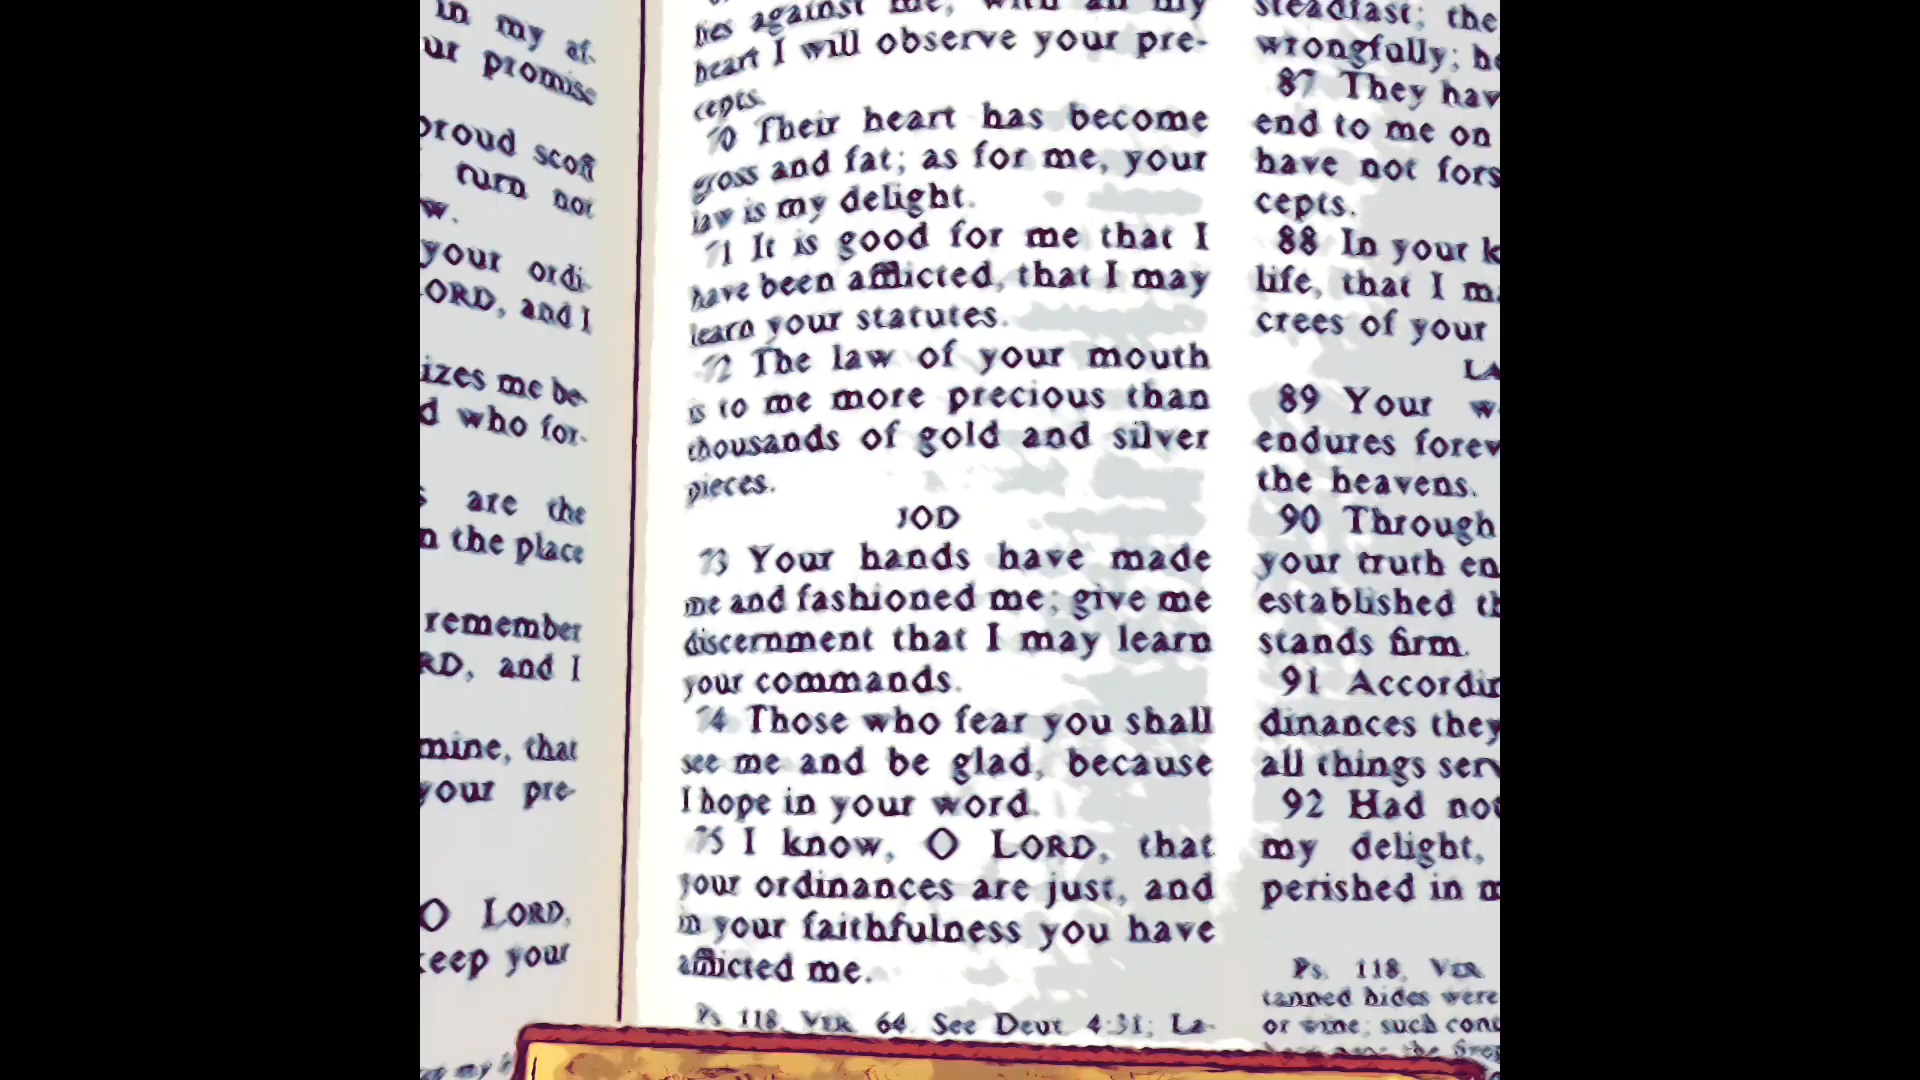 in my af-
ur promise
proud scoff
turn not
w.
your ordi-
LORD, and I
izes me be-
d who for-
are the
n the place
remember
RD, and I
mine, that
your pre-
O LORD,
keep your
ties against me, with all my
heart I will observe your pre-
cepts.
70 Their heart has become
gross and fat; as for me, your
law is my delight.
71 It is good for me that I
have been afflicted, that I may
learn your statutes.
72 The law of your mouth
is to me more precious than
thousands of gold and silver
pieces.
JOD
73 Your hands have made
me and fashioned me; give me
discernment that I may learn
your commands.
74 Those who fear you shall
see me and be glad, because
I hope in your word.
75 I know, O LORD, that
your ordinances are just, and
in your faithfulness you have
afflicted me.
Ps. 118, VER. 64. See Deut. 4:31; La-
steadfast; the
wrongfully; he
87 They hav
end to me on
have not fors
cepts.
88 In your k
life, that I ma
crees of your
LA
89 Your w
endures forev
the heavens.
90 Through
your truth en
established th
stands firm.
91 Accordin
dinances they
all things serv
92 Had not
my delight,
perished in m
Ps. 118, VER.
tanned hides were
or wine; such cont